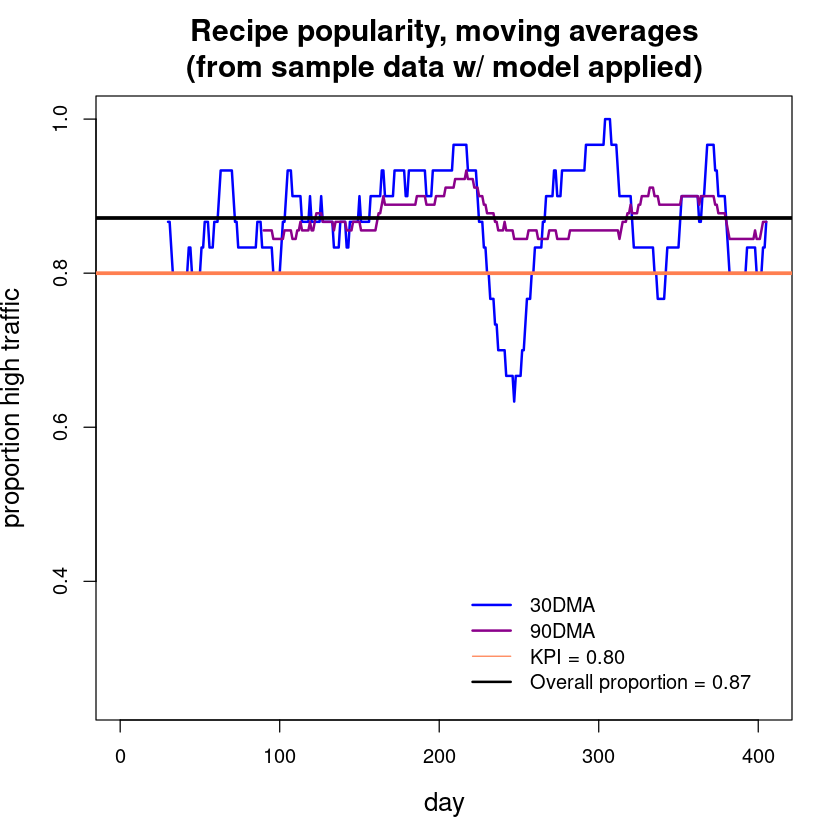 Recipe popularity, moving averages
(from sample data w/ model applied)
proportion high traffic
1.0
0.8
0.6
0.4
30DMA
90DMA
KPI = 0.80
Overall proportion = 0.87
0 100 200 300 400
day